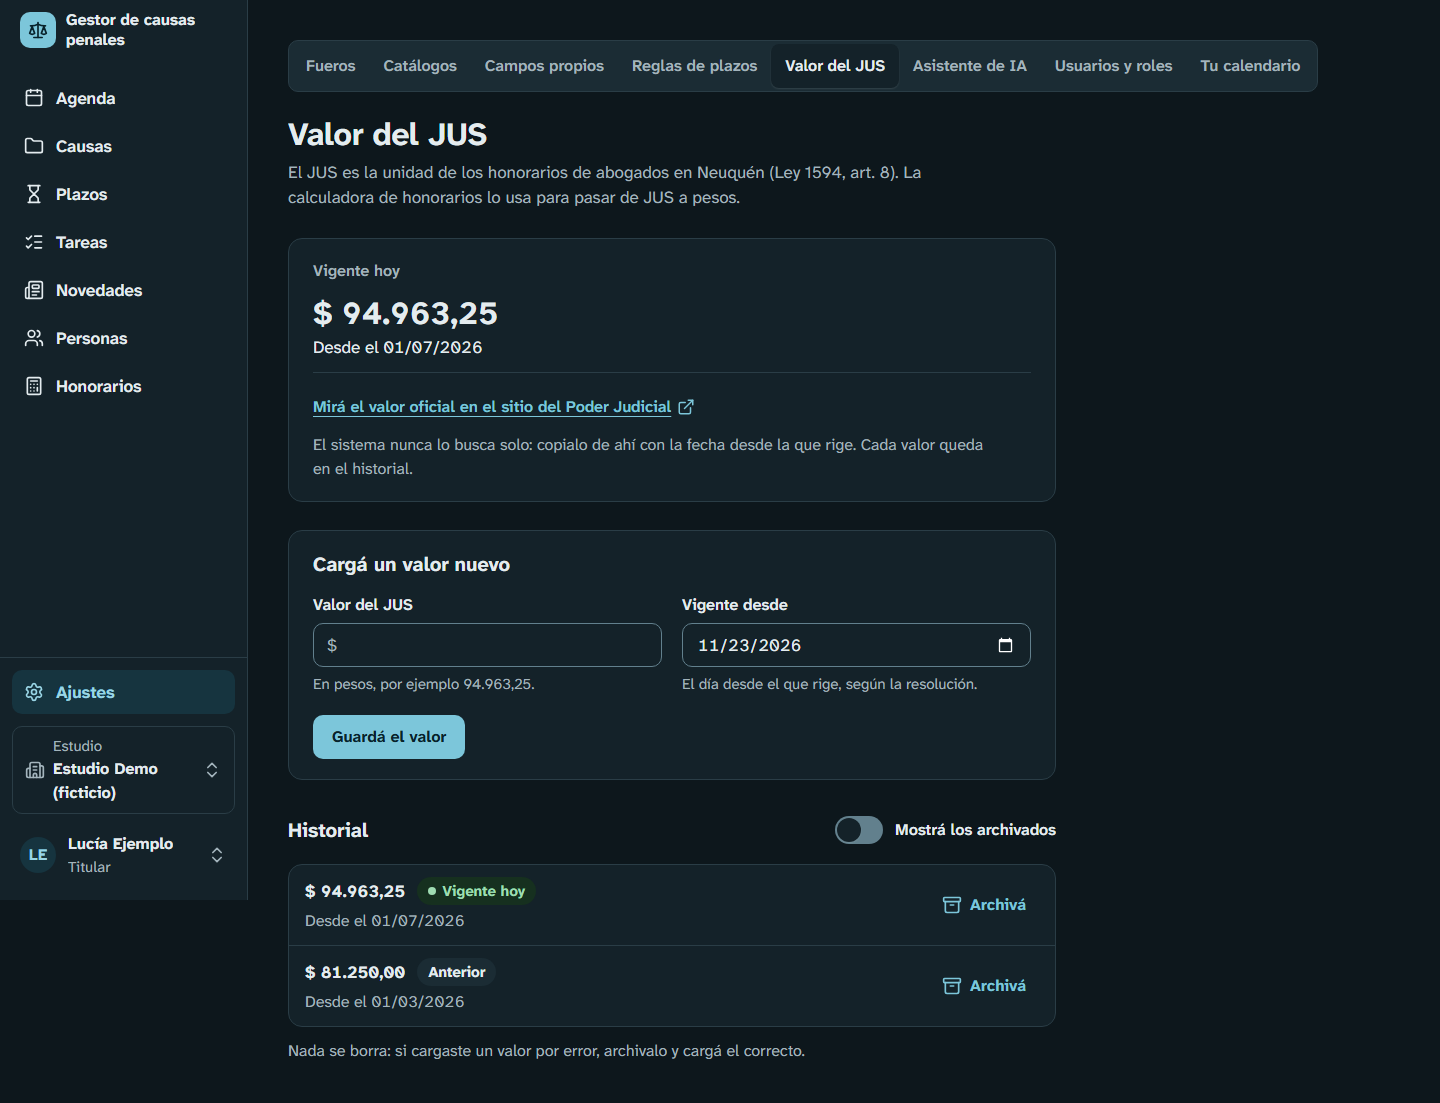 Gestor de causas
penales
Agenda
Causas
Plazos
Tareas
Novedades
Personas
Honorarios
Ajustes
Estudio
Estudio Demo
(ficticio)
LE
Lucía Ejemplo
Titular
Fueros
Catálogos
Campos propios
Reglas de plazos
Valor del JUS
Asistente de IA
Usuarios y roles
Tu calendario
Valor del JUS
El JUS es la unidad de los honorarios de abogados en Neuquén (Ley 1594, art. 8). La
calculadora de honorarios lo usa para pasar de JUS a pesos.
Vigente hoy
$ 94.963,25
Desde el 01/07/2026
Mirá el valor oficial en el sitio del Poder Judicial
El sistema nunca lo busca solo: copialo de ahí con la fecha desde la que rige. Cada valor queda
en el historial.
Cargá un valor nuevo
Valor del JUS
$
En pesos, por ejemplo 94.963,25.
Vigente desde
11/23/2026
El día desde el que rige, según la resolución.
Guardá el valor
Historial
Mostrá los archivados
$ 94.963,25
Vigente hoy
Desde el 01/07/2026
Archivá
$ 81.250,00
Anterior
Desde el 01/03/2026
Archivá
Nada se borra: si cargaste un valor por error, archivalo y cargá el correcto.